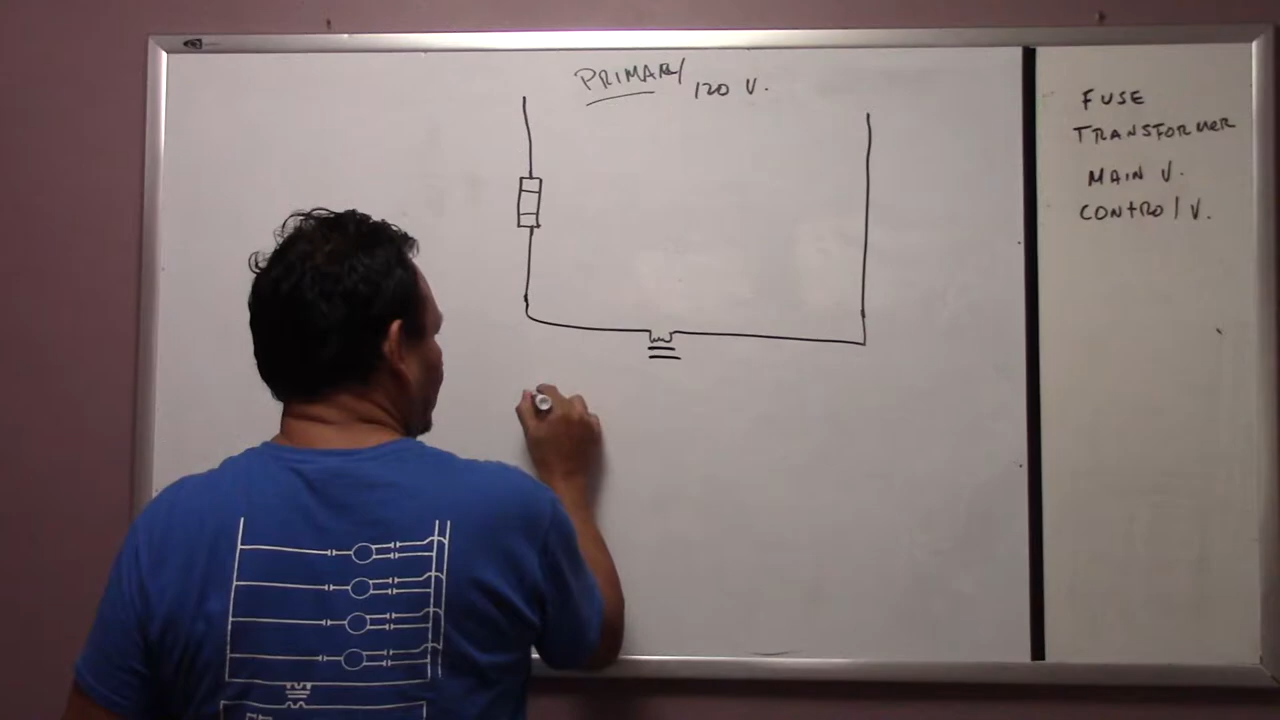 PRIMARY
120 V.
FUSE
TRANSFORMER
MAIN V.
CONTROL V.